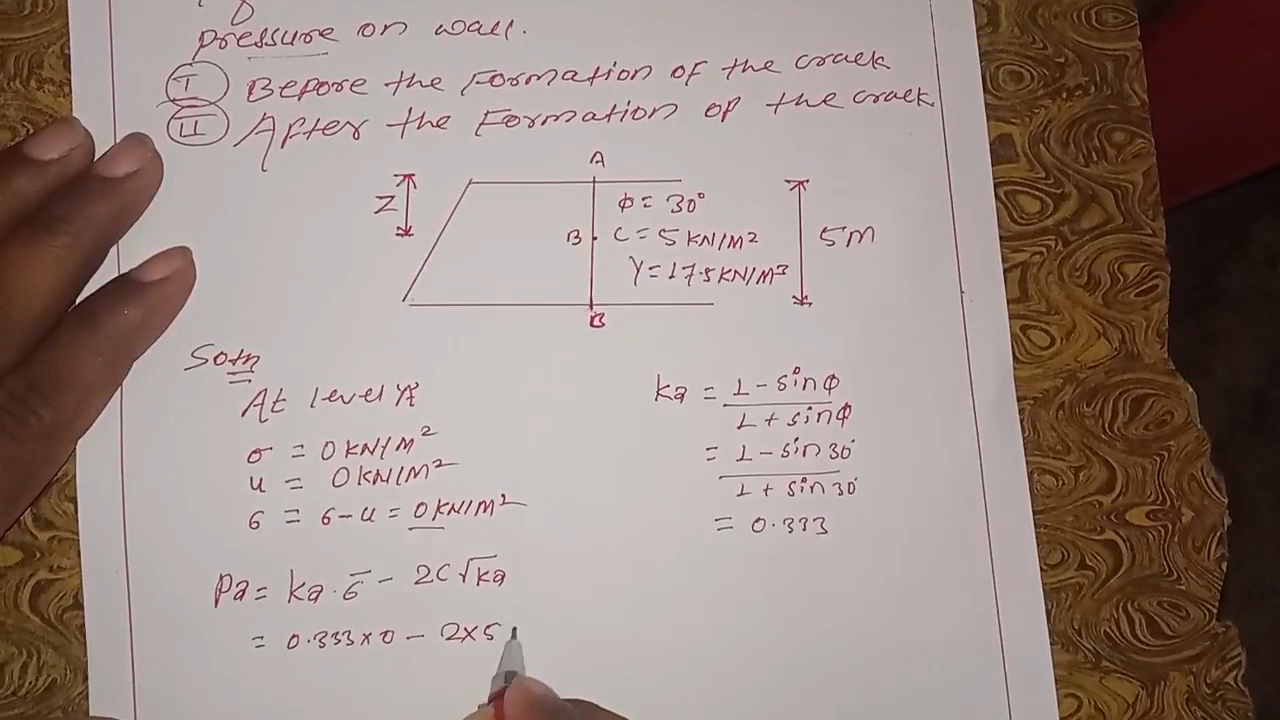 pressure on wall.
I Before the Formation of the crack
II After the Formation of the crack
A
Z
φ = 30°
B C = 5 KN/M²
5M
γ = 17.5 KN/M³
B
Soln
At level A
σ = 0 KN/M²
u = 0 KN/M²
σ̄ = σ - u = 0 KN/M²
Pa = ka . σ̄ - 2C √ka
= 0.333 × 0 - 2 × 5
ka = 1 - sin φ / 1 + sin φ
= 1 - sin 30° / 1 + sin 30°
= 0.333